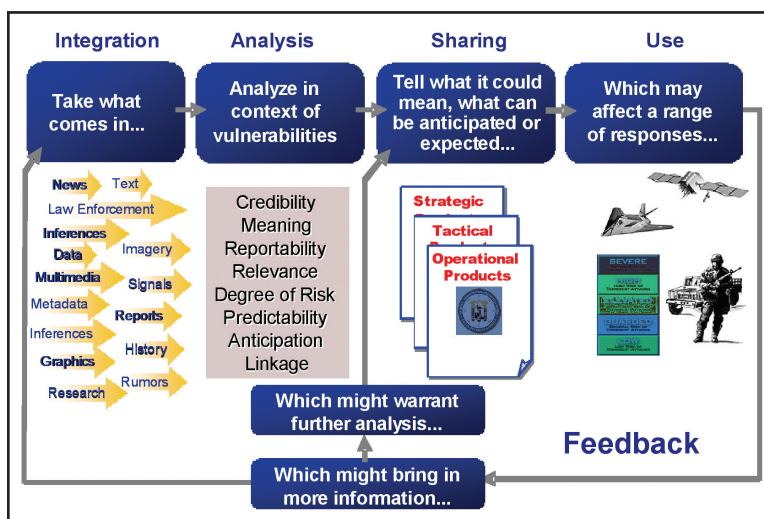 Integration
Analysis
Sharing
Use
Take what
comes in...
Analyze in
context of
vulnerabilities
Tell what it could
mean, what can
be anticipated or
expected...
Which may
affect a range
of responses...
News
Text
Law Enforcement
Inferences
Imagery
Data
Multimedia
Signals
Metadata
Reports
Inferences
History
Graphics
Rumors
Research
Credibility
Meaning
Reportability
Relevance
Degree of Risk
Predictability
Anticipation
Linkage
Strategic
Tactical
Operational
Products
SEVERE
GUARDED
LOW
Which might warrant
further analysis...
Feedback
Which might bring in
more information...